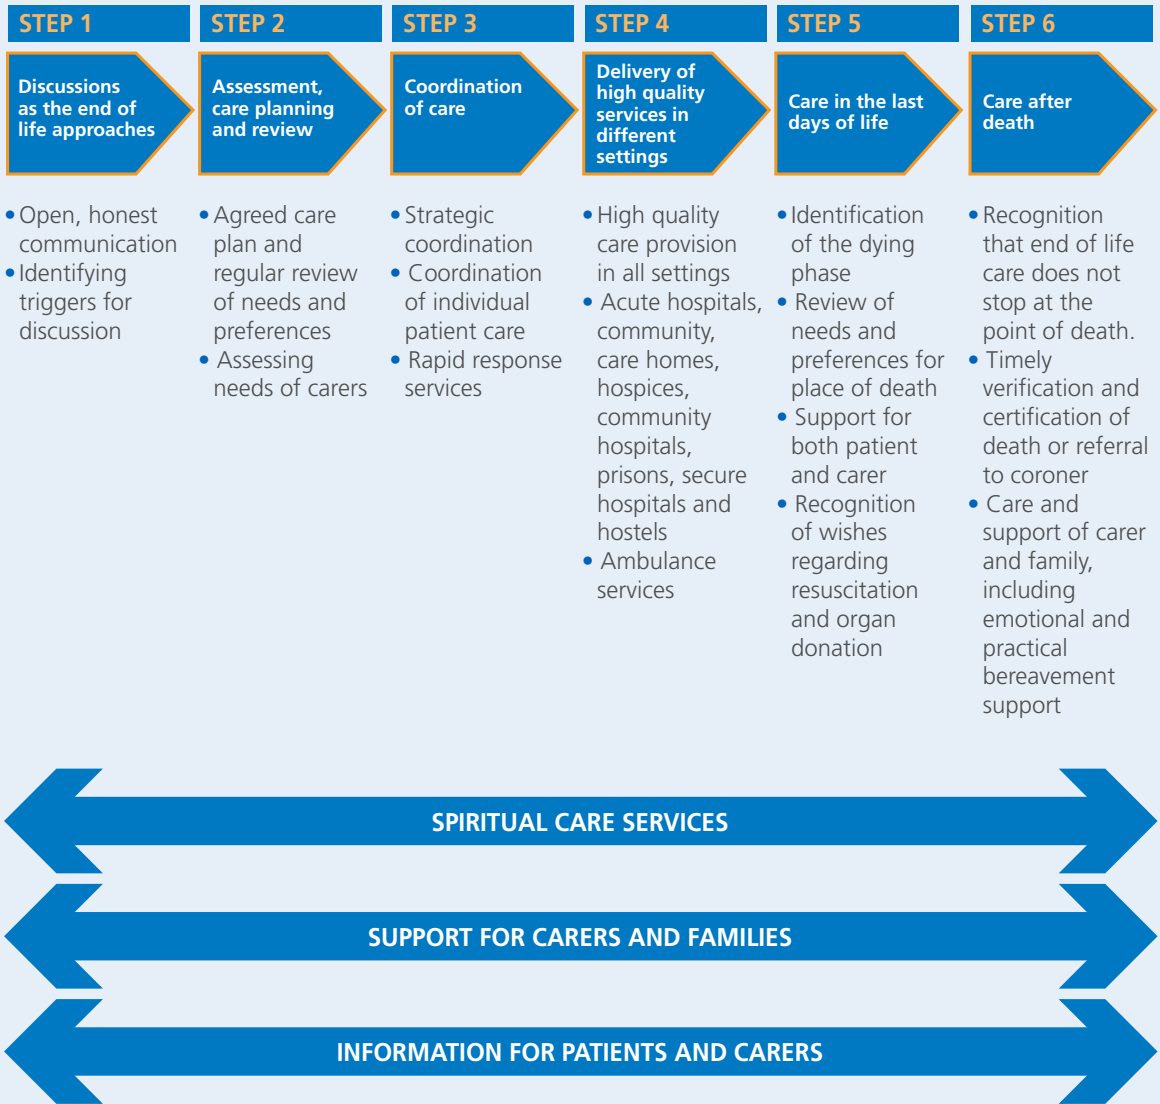 STEP 1
Discussions
as the end of
life approaches
• Open, honest
communication
• Identifying
triggers for
discussion
STEP 2
Assessment,
care planning
and review
• Agreed care
plan and
regular review
of needs and
preferences
• Assessing
needs of carers
STEP 3
Coordination
of care
• Strategic
coordination
• Coordination
of individual
patient care
• Rapid response
services
STEP 4
Delivery of
high quality
services in
different
settings
• High quality
care provision
in all settings
• Acute hospitals,
community,
care homes,
hospices,
community
hospitals,
prisons, secure
hospitals and
hostels
• Ambulance
services
STEP 5
Care in the last
days of life
• Identification
of the dying
phase
• Review of
needs and
preferences for
place of death
• Support for
both patient
and carer
• Recognition
of wishes
regarding
resuscitation
and organ
donation
STEP 6
Care after
death
• Recognition
that end of life
care does not
stop at the
point of death.
• Timely
verification and
certification of
death or referral
to coroner
• Care and
support of carer
and family,
including
emotional and
practical
bereavement
support
SPIRITUAL CARE SERVICES
SUPPORT FOR CARERS AND FAMILIES
INFORMATION FOR PATIENTS AND CARERS